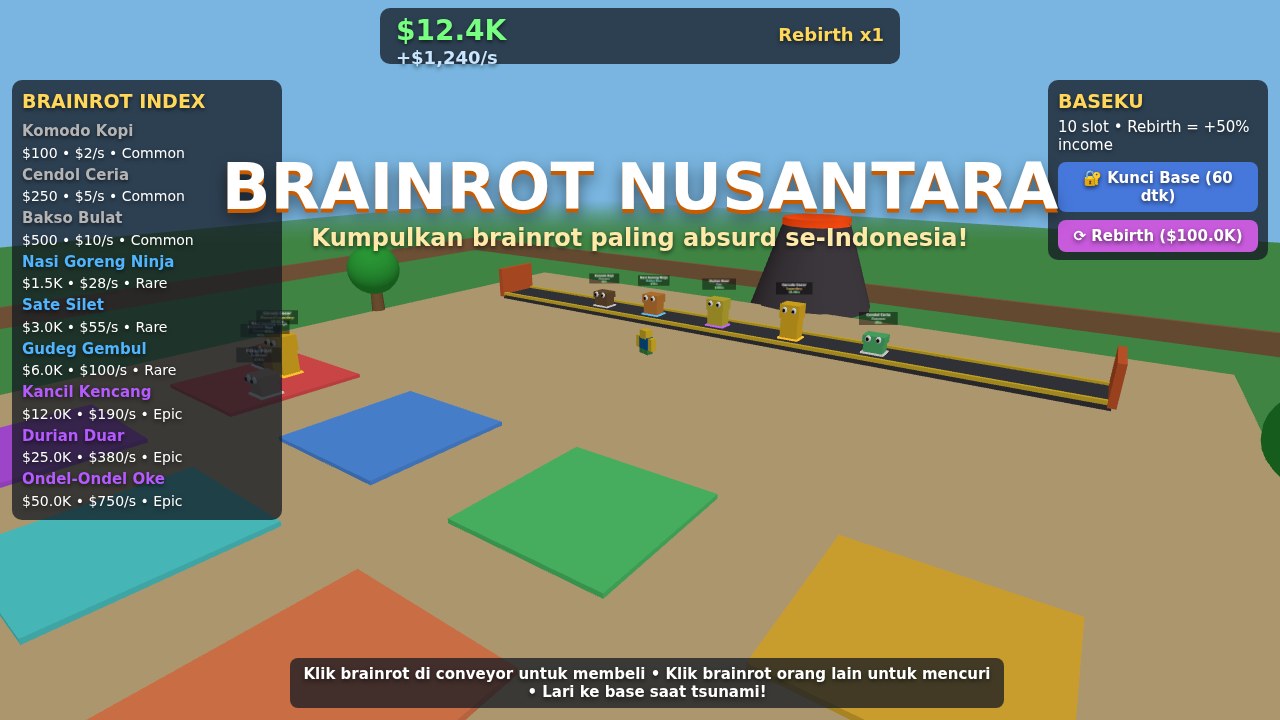 $12.4K
+$1,240/s
Rebirth x1
BRAINROT INDEX
Komodo Kopi
$100 • $2/s • Common
Cendol Ceria
$250 • $5/s • Common
Bakso Bulat
$500 • $10/s • Common
Nasi Goreng Ninja
$1.5K • $28/s • Rare
Sate Silet
$3.0K • $55/s • Rare
Gudeg Gembul
$6.0K • $100/s • Rare
Kancil Kencang
$12.0K • $190/s • Epic
Durian Duar
$25.0K • $380/s • Epic
Ondel-Ondel Oke
$50.0K • $750/s • Epic
BRAINROT NUSANTARA
Kumpulkan brainrot paling absurd se-Indonesia!
BASEKU
10 slot • Rebirth = +50%
income
🔐 Kunci Base (60
dtk)
⟳ Rebirth ($100.0K)
Klik brainrot di conveyor untuk membeli • Klik brainrot orang lain untuk mencuri
• Lari ke base saat tsunami!